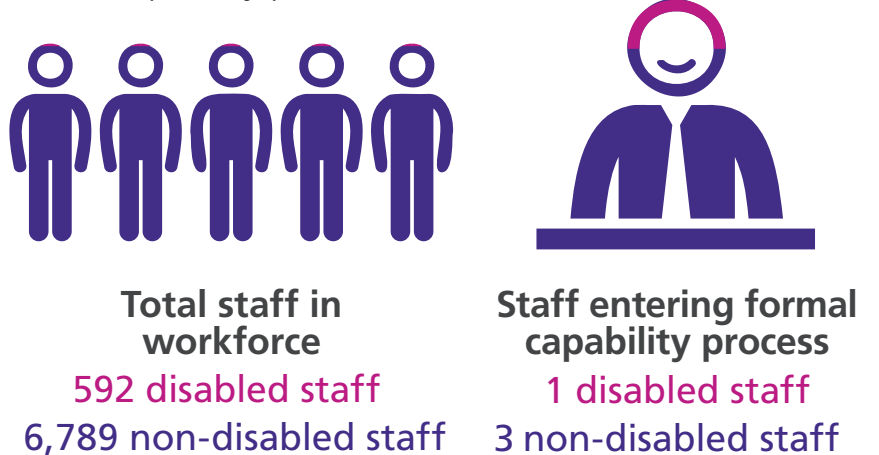 Total staff in
workforce
592 disabled staff
6,789 non-disabled staff
Staff entering formal
capability process
1 disabled staff
3 non-disabled staff